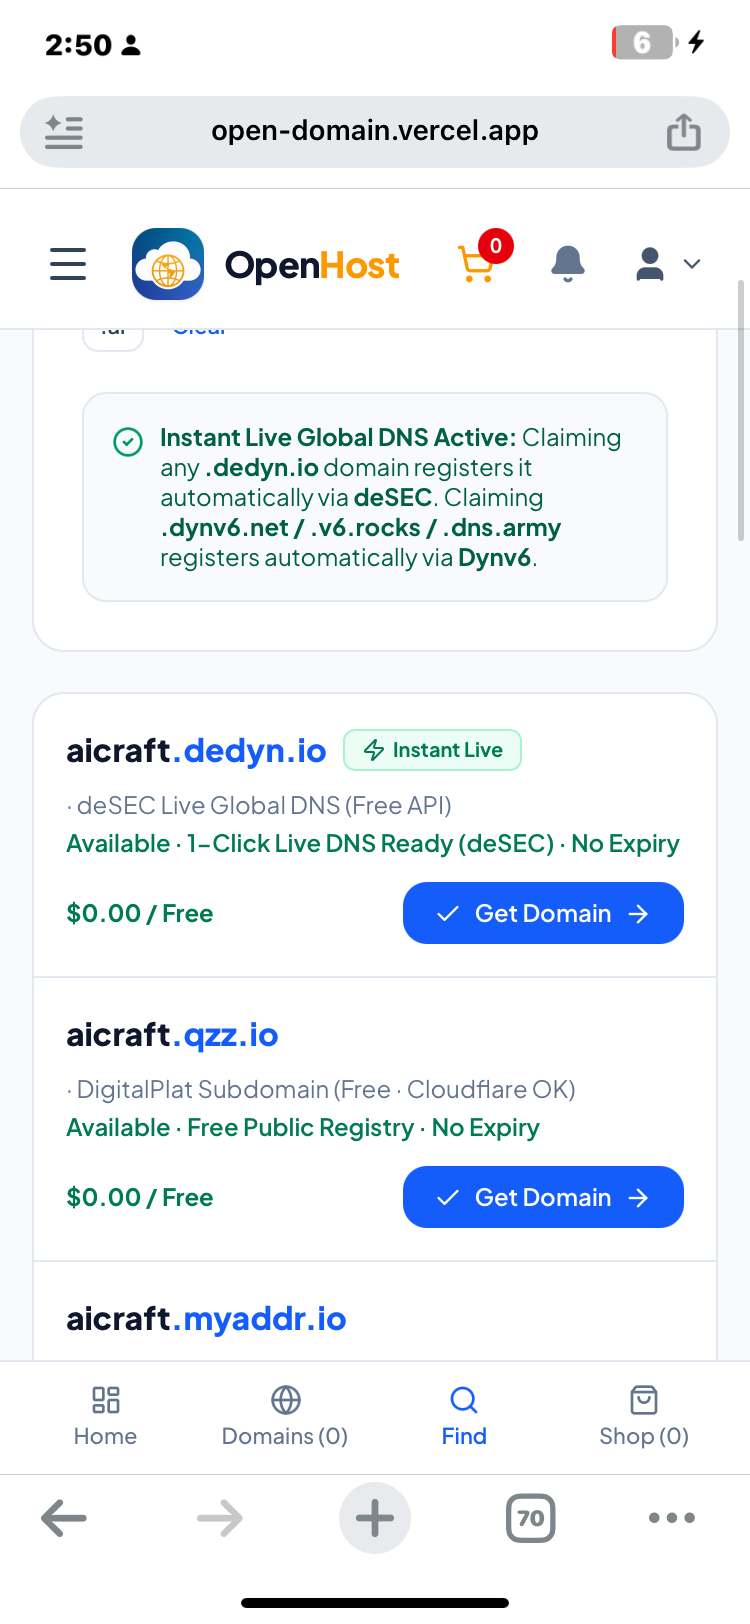 2:50
6
open-domain.vercel.app
OpenHost
0
Clear
Instant Live Global DNS Active: Claiming
any .dedyn.io domain registers it
automatically via deSEC. Claiming
.dynv6.net / .v6.rocks / .dns.army
registers automatically via Dynv6.
aicraft.dedyn.io
Instant Live
· deSEC Live Global DNS (Free API)
Available · 1-Click Live DNS Ready (deSEC) · No Expiry
$0.00 / Free
Get Domain
aicraft.qzz.io
· DigitalPlat Subdomain (Free · Cloudflare OK)
Available · Free Public Registry · No Expiry
$0.00 / Free
Get Domain
aicraft.myaddr.io
Home
Domains (0)
Find
Shop (0)
70